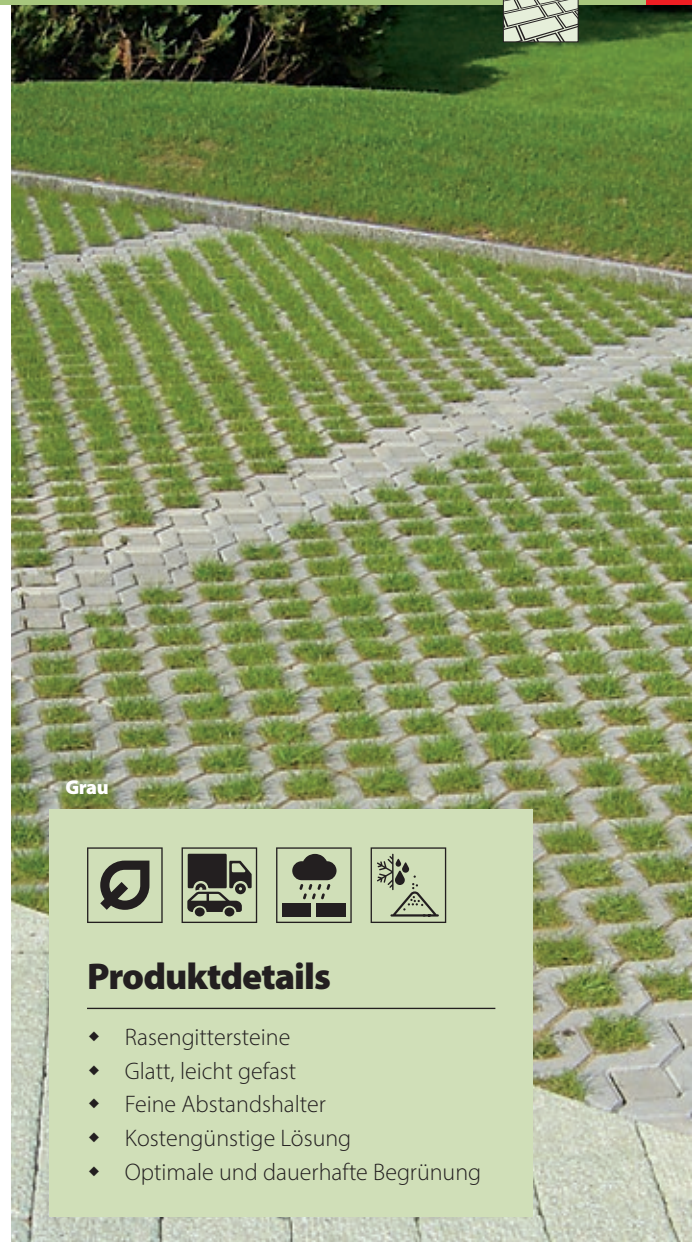 Grau
Produktdetails
Rasengittersteine
Glatt, leicht gefast
Feine Abstandshalter
Kostengünstige Lösung
Optimale und dauerhafte Begrünung